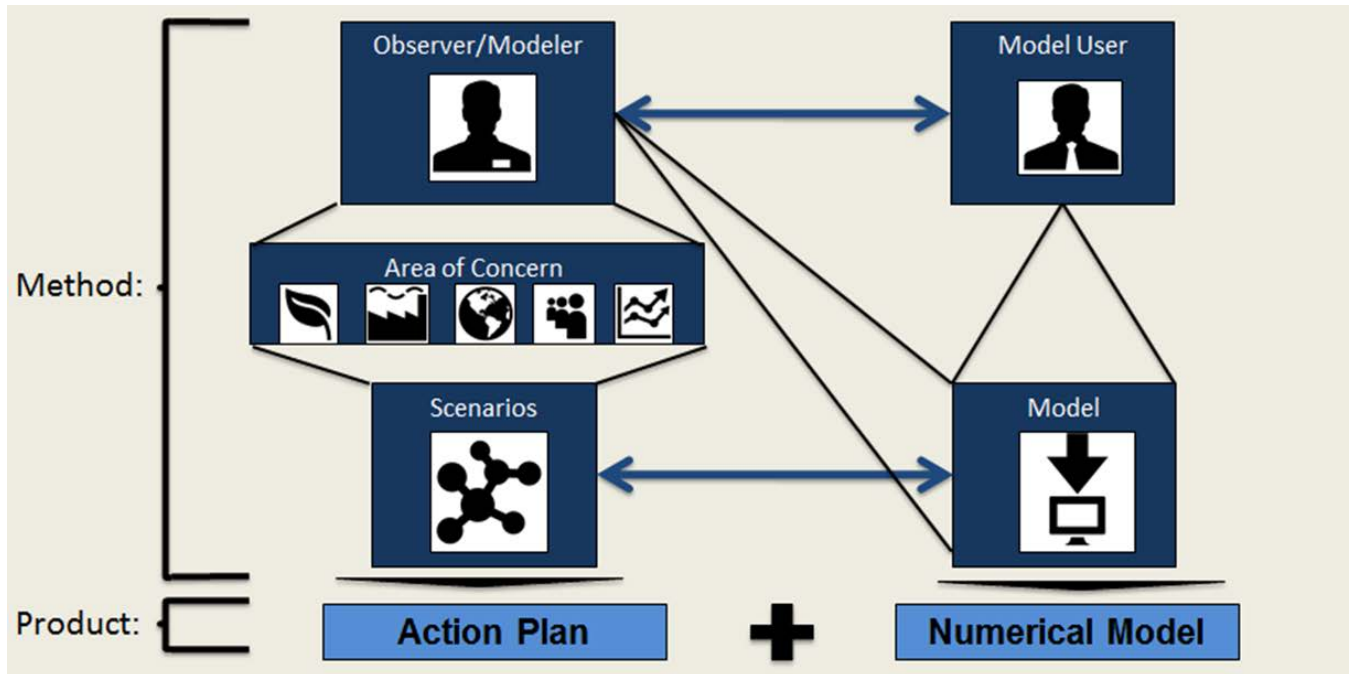 Observer/Modeler
Model User
Method:
Area of Concern
Scenarios
Model
Product:
Action Plan
Numerical Model